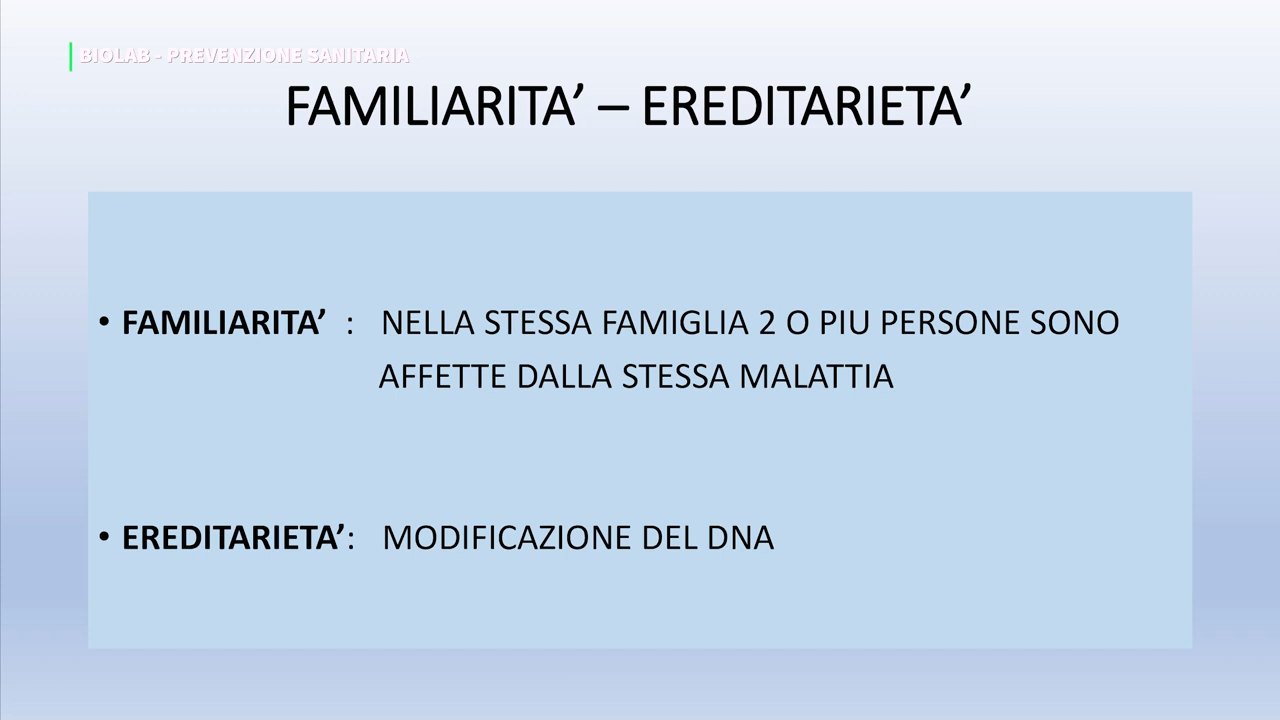 BIOLAB - PREVENZIONE SANITARIA
FAMILIARITA’ – EREDITARIETA’
• FAMILIARITA’ : NELLA STESSA FAMIGLIA 2 O PIU PERSONE SONO
AFFETTE DALLA STESSA MALATTIA
• EREDITARIETA’: MODIFICAZIONE DEL DNA